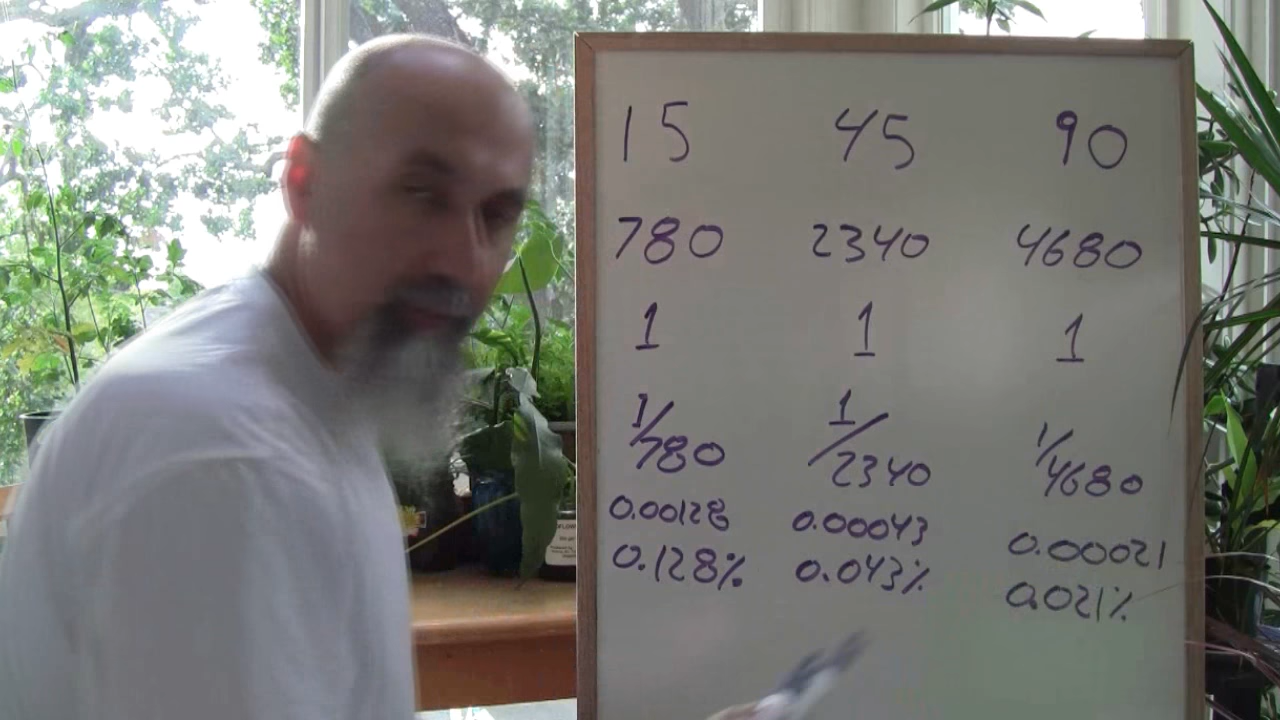 15 45 90
780 2340 4680
1 1 1
1/780 1/2340 1/4680
0.00128 0.00043 0.00021
0.128% 0.043% 0.021%